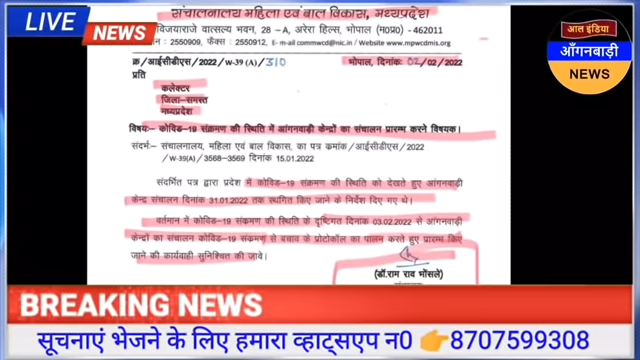 LIVE NEWS
संचालनालय महिला एवं बाल विकास, मध्यप्रदेश
विजयाराजे वात्सल्य भवन, 28 –A, अरेरा हिल्स, भोपाल (म0प्र0) -462011
2550909, फैक्स : 2550912, E- mail commwcd@nic.in / Website www.mpwcdmis.org
आल इंडिया
आँगनबाड़ी
NEWS
क्र/आईसीडीएस/2022/W-39 (A)/310 भोपाल, दिनांक: 02/02/2022
प्रति
कलेक्टर
जिला-समस्त
मध्यप्रदेश
विषयः– कोविड-19 संक्रमण की स्थिति में आंगनवाड़ी केन्द्रों का संचालन प्रारम्भ करने विषयक।
संदर्भः– संचालनालय, महिला एवं बाल विकास, का पत्र कमांक /आईसीडीएस/2022
/W-39(A)/3568-3569 दिनांक 15.01.2022
संदर्भित पत्र द्वारा प्रदेश में कोविड-19 संक्रमण की स्थिति को देखते हुए आंगनवाड़ी
केन्द्र संचालन दिनांक 31.01.2022 तक स्थगित किए जाने के निर्देश दिए गए थे।
वर्तमान में कोविड-19 संक्रमण की स्थिति के दृष्टिगत दिनांक 03.02.2022 से आंगनवाड़ी
केन्द्रों का संचालन कोविड-19 संक्रमण से बचाव के प्रोटोकॉल का पालन करते हुए प्रारम्भ किए
जाने की कार्यवाही सुनिश्चित की जावे।
(डॉ.राम राव भोंसले)
BREAKING NEWS
सूचनाएं भेजने के लिए हमारा व्हाट्सएप न0 👉8707599308